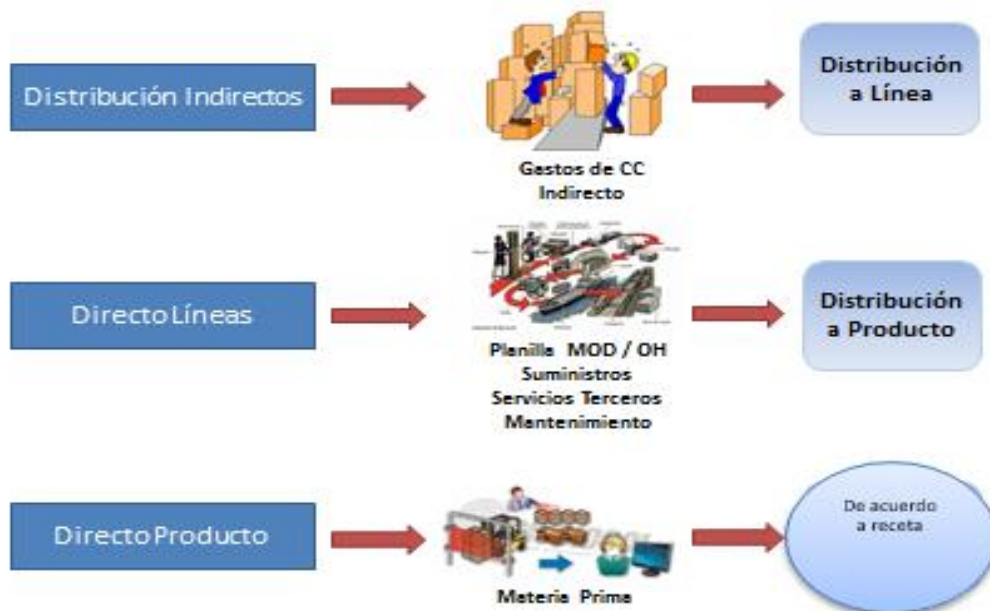 Distribución Indirectos
Gastos de CC
Indirecto
Distribución
a Línea
Directo Líneas
Planilla MOD / OH
Suministros
Servicios Terceros
Mantenimiento
Distribución
a Producto
Directo Producto
Materia Prima
De acuerdo
a receta